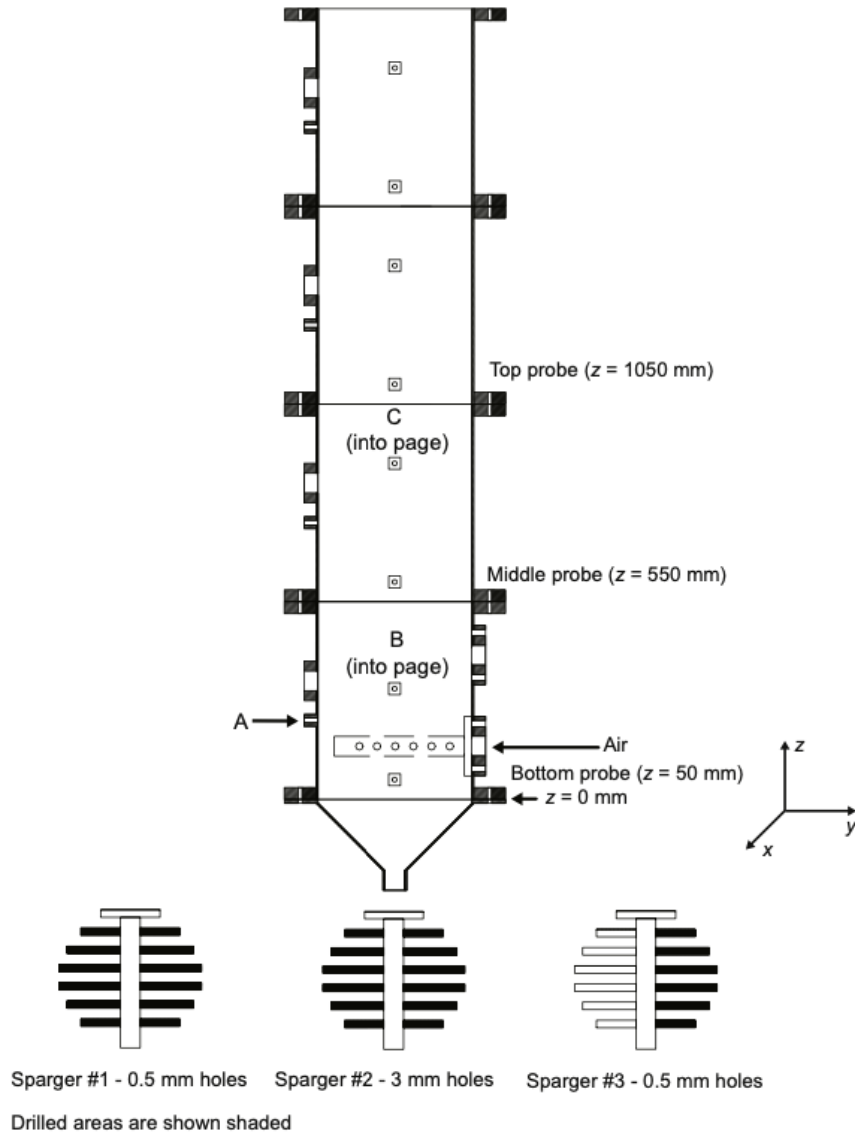 Top probe (z = 1050 mm)
C
(into page)
Middle probe (z = 550 mm)
B
(into page)
A
Air
Bottom probe (z = 50 mm)
z = 0 mm
z
y
x
Sparger #1 - 0.5 mm holes
Sparger #2 - 3 mm holes
Sparger #3 - 0.5 mm holes
Drilled areas are shown shaded